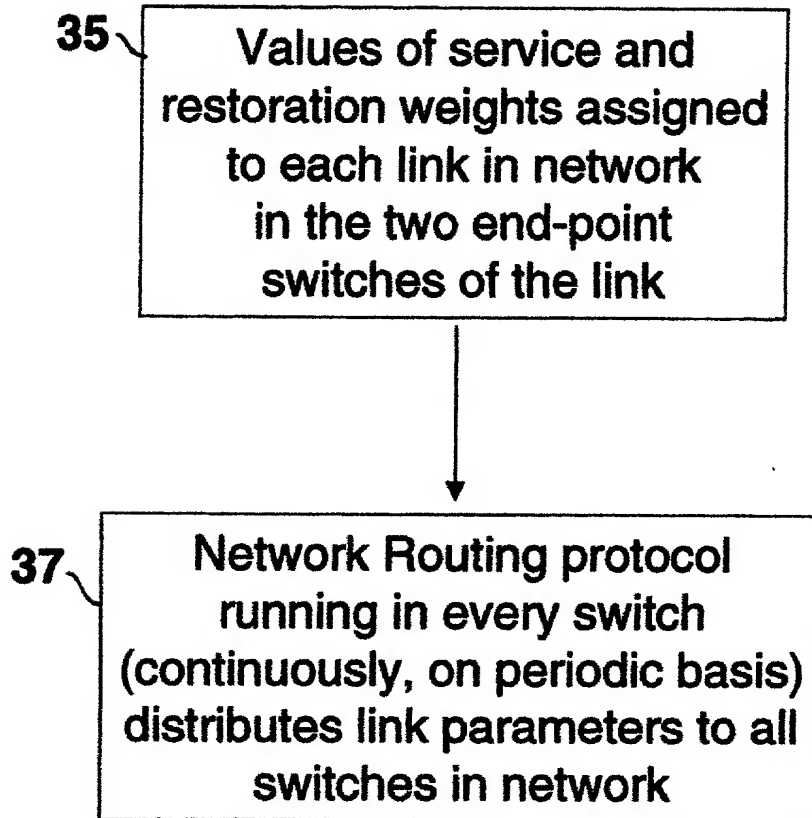 35
Values of service and
restoration weights assigned
to each link in network
in the two end-point
switches of the link
37
Network Routing protocol
running in every switch
(continuously, on periodic basis)
distributes link parameters to all
switches in network